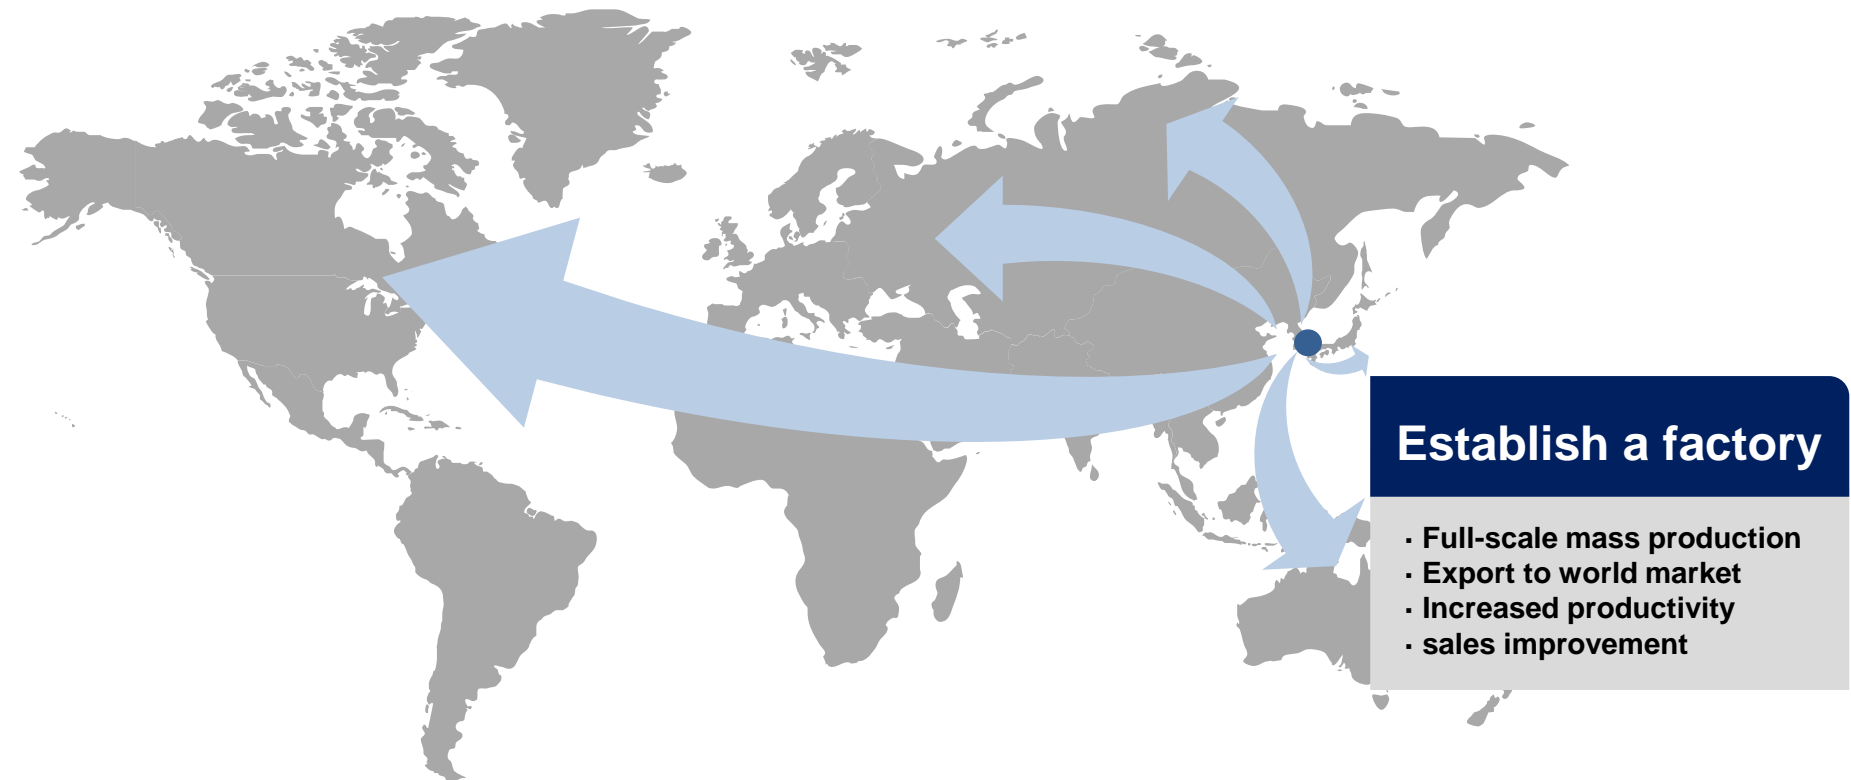 Establish a factory
· Full-scale mass production
· Export to world market
· Increased productivity
· sales improvement